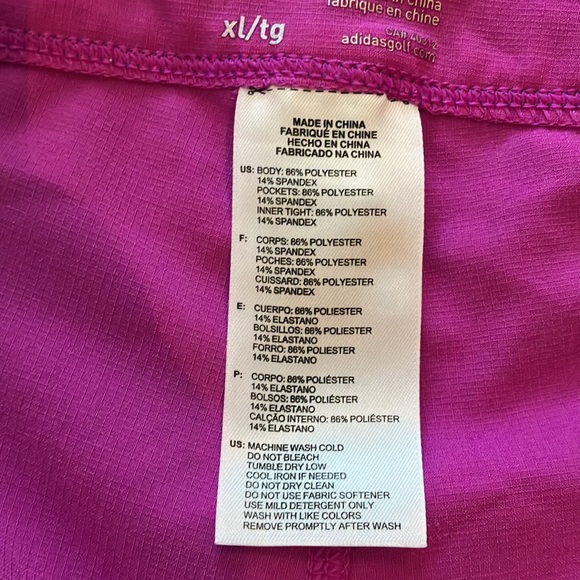 in china
fabrique en chine
xl/tg
CA# 40312
adidasgolf.com
MADE IN CHINA
FABRIQUÉ EN CHINE
HECHO EN CHINA
FABRICADO NA CHINA
US: BODY: 86% POLYESTER
14% SPANDEX
POCKETS: 86% POLYESTER
14% SPANDEX
INNER TIGHT: 86% POLYESTER
14% SPANDEX
F: CORPS: 86% POLYESTER
14% SPANDEX
POCHES: 86% POLYESTER
14% SPANDEX
CUISSARD: 86% POLYESTER
14% SPANDEX
E: CUERPO: 86% POLIESTER
14% ELASTANO
BOLSILLOS: 86% POLIESTER
14% ELASTANO
FORRO: 86% POLIESTER
14% ELASTANO
P: CORPO: 86% POLIÉSTER
14% ELASTANO
BOLSOS: 86% POLIÉSTER
14% ELASTANO
CALÇÃO INTERNO: 86% POLIÉSTER
14% ELASTANO
US: MACHINE WASH COLD
DO NOT BLEACH
TUMBLE DRY LOW
COOL IRON IF NEEDED
DO NOT DRY CLEAN
DO NOT USE FABRIC SOFTENER
USE MILD DETERGENT ONLY
WASH WITH LIKE COLORS
REMOVE PROMPTLY AFTER WASH